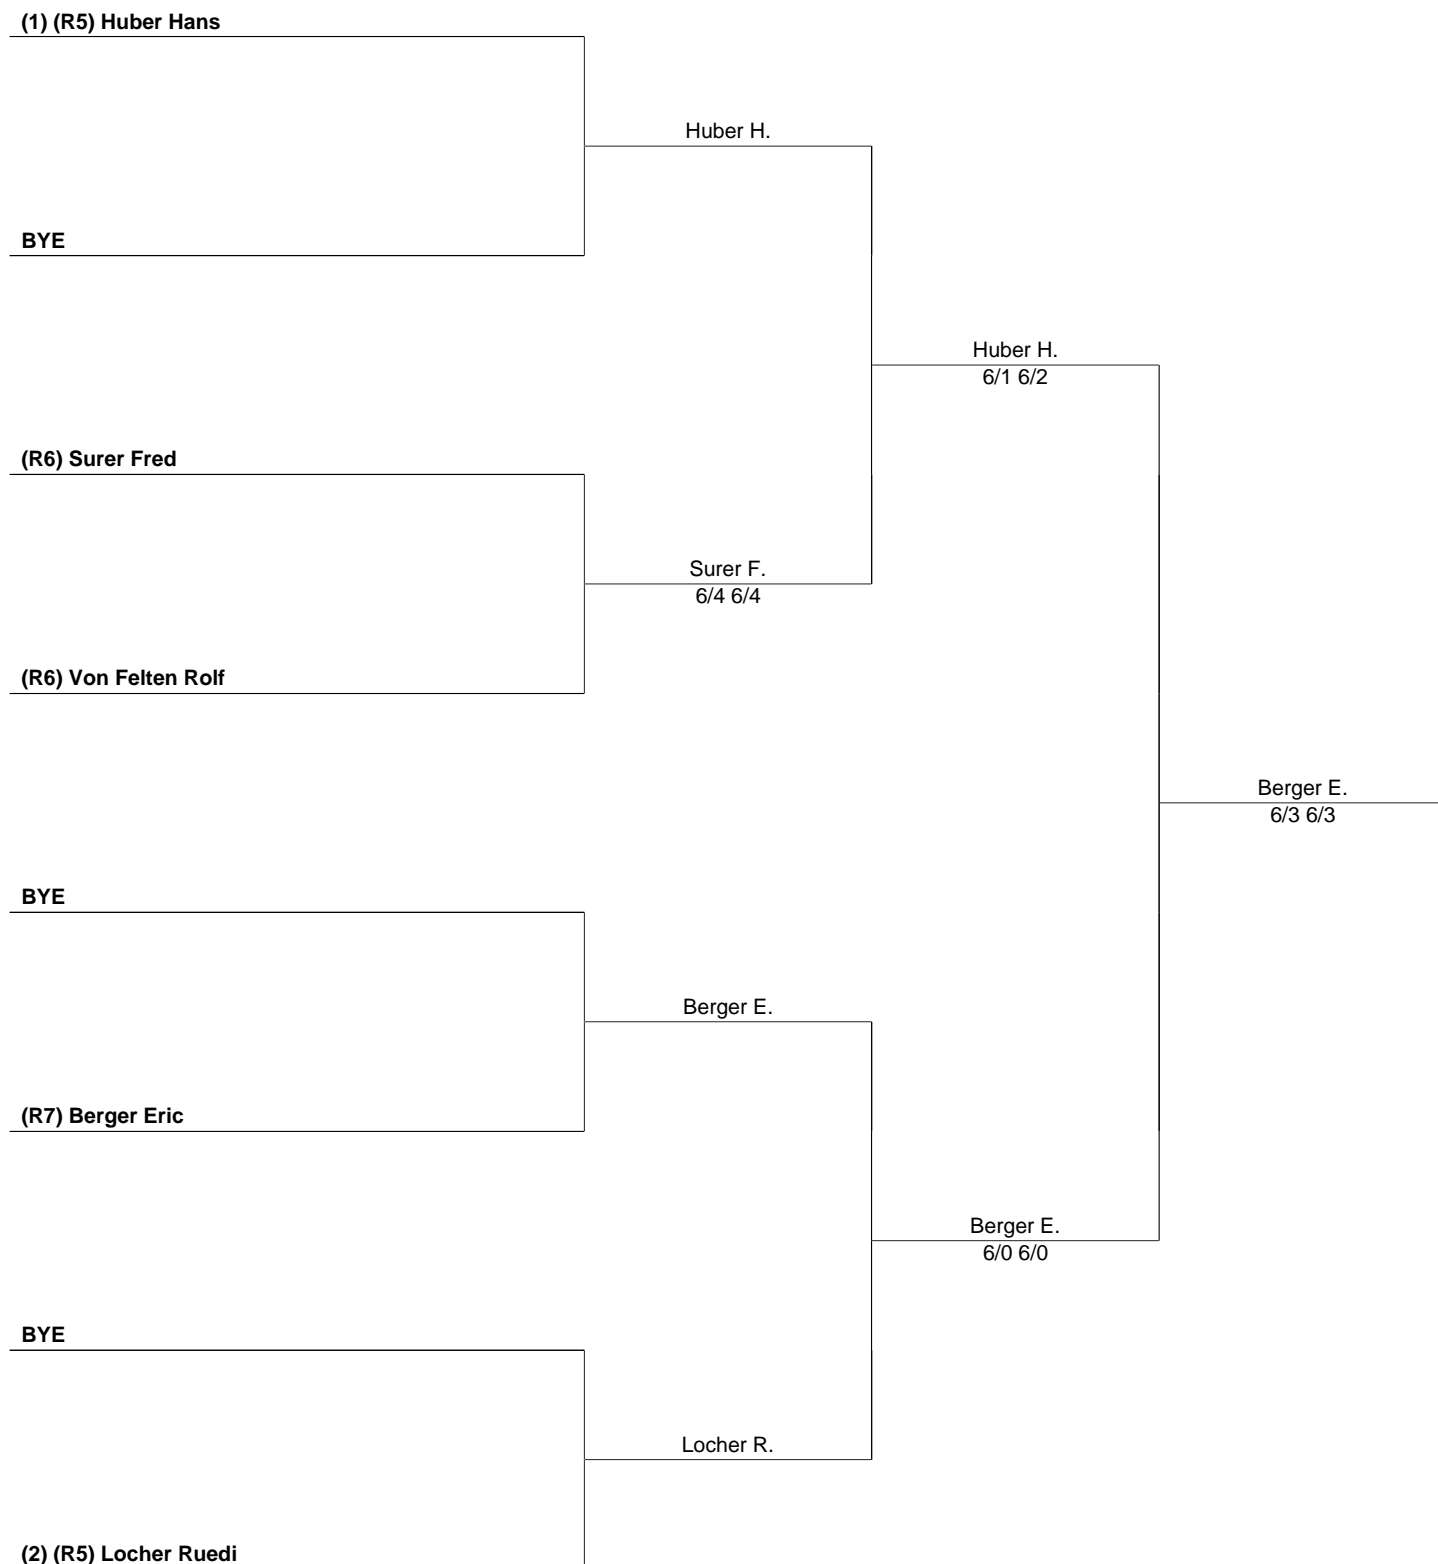 (1) (R5) Huber Hans
Huber H.
BYE
Huber H.
6/1 6/2
(R6) Surer Fred
Surer F.
6/4 6/4
(R6) Von Felten Rolf
Berger E.
6/3 6/3
BYE
Berger E.
(R7) Berger Eric
Berger E.
6/0 6/0
BYE
Locher R.
(2) (R5) Locher Ruedi